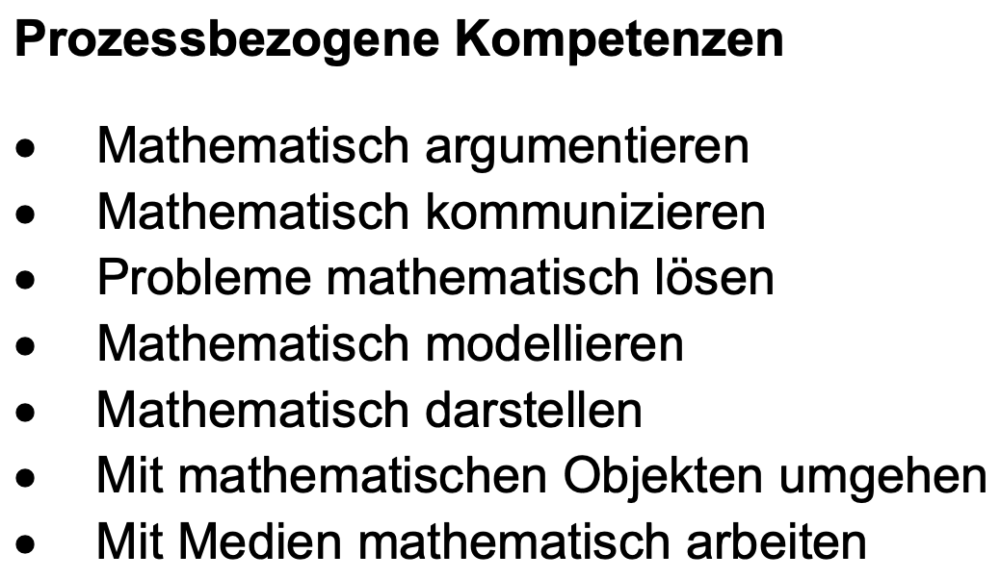 Prozessbezogene Kompetenzen
• Mathematisch argumentieren
• Mathematisch kommunizieren
• Probleme mathematisch lösen
• Mathematisch modellieren
• Mathematisch darstellen
• Mit mathematischen Objekten umgehen
• Mit Medien mathematisch arbeiten